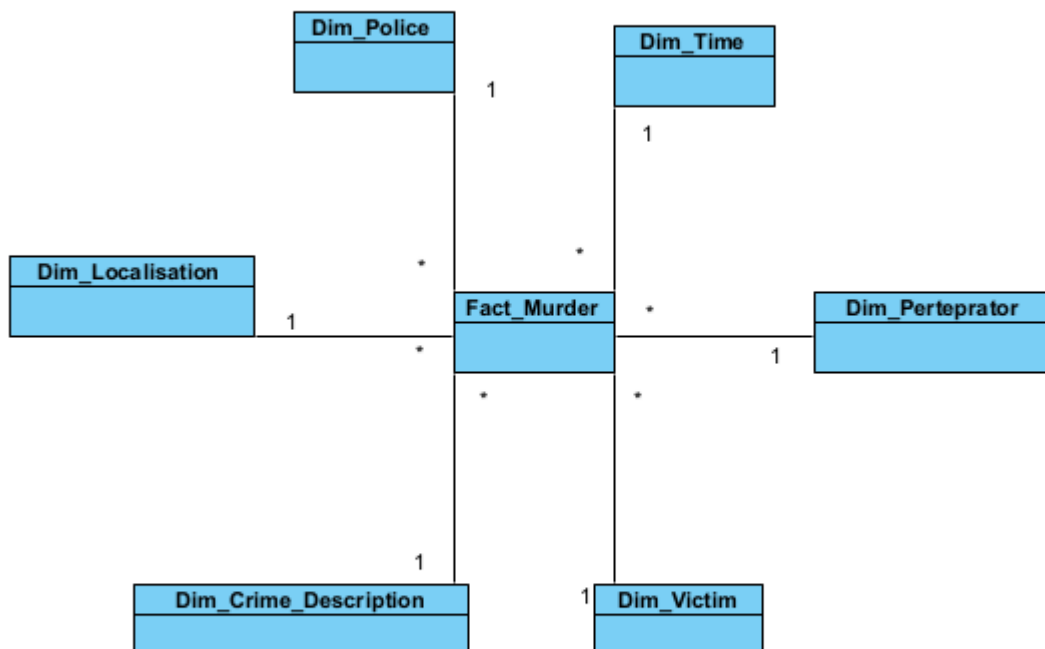 Dim_Police
Dim_Time
1
1
*
*
Dim_Localisation
Fact_Murder
Dim_Perteprator
1
*
*
1
*
*
1
1
Dim_Crime_Description
Dim_Victim